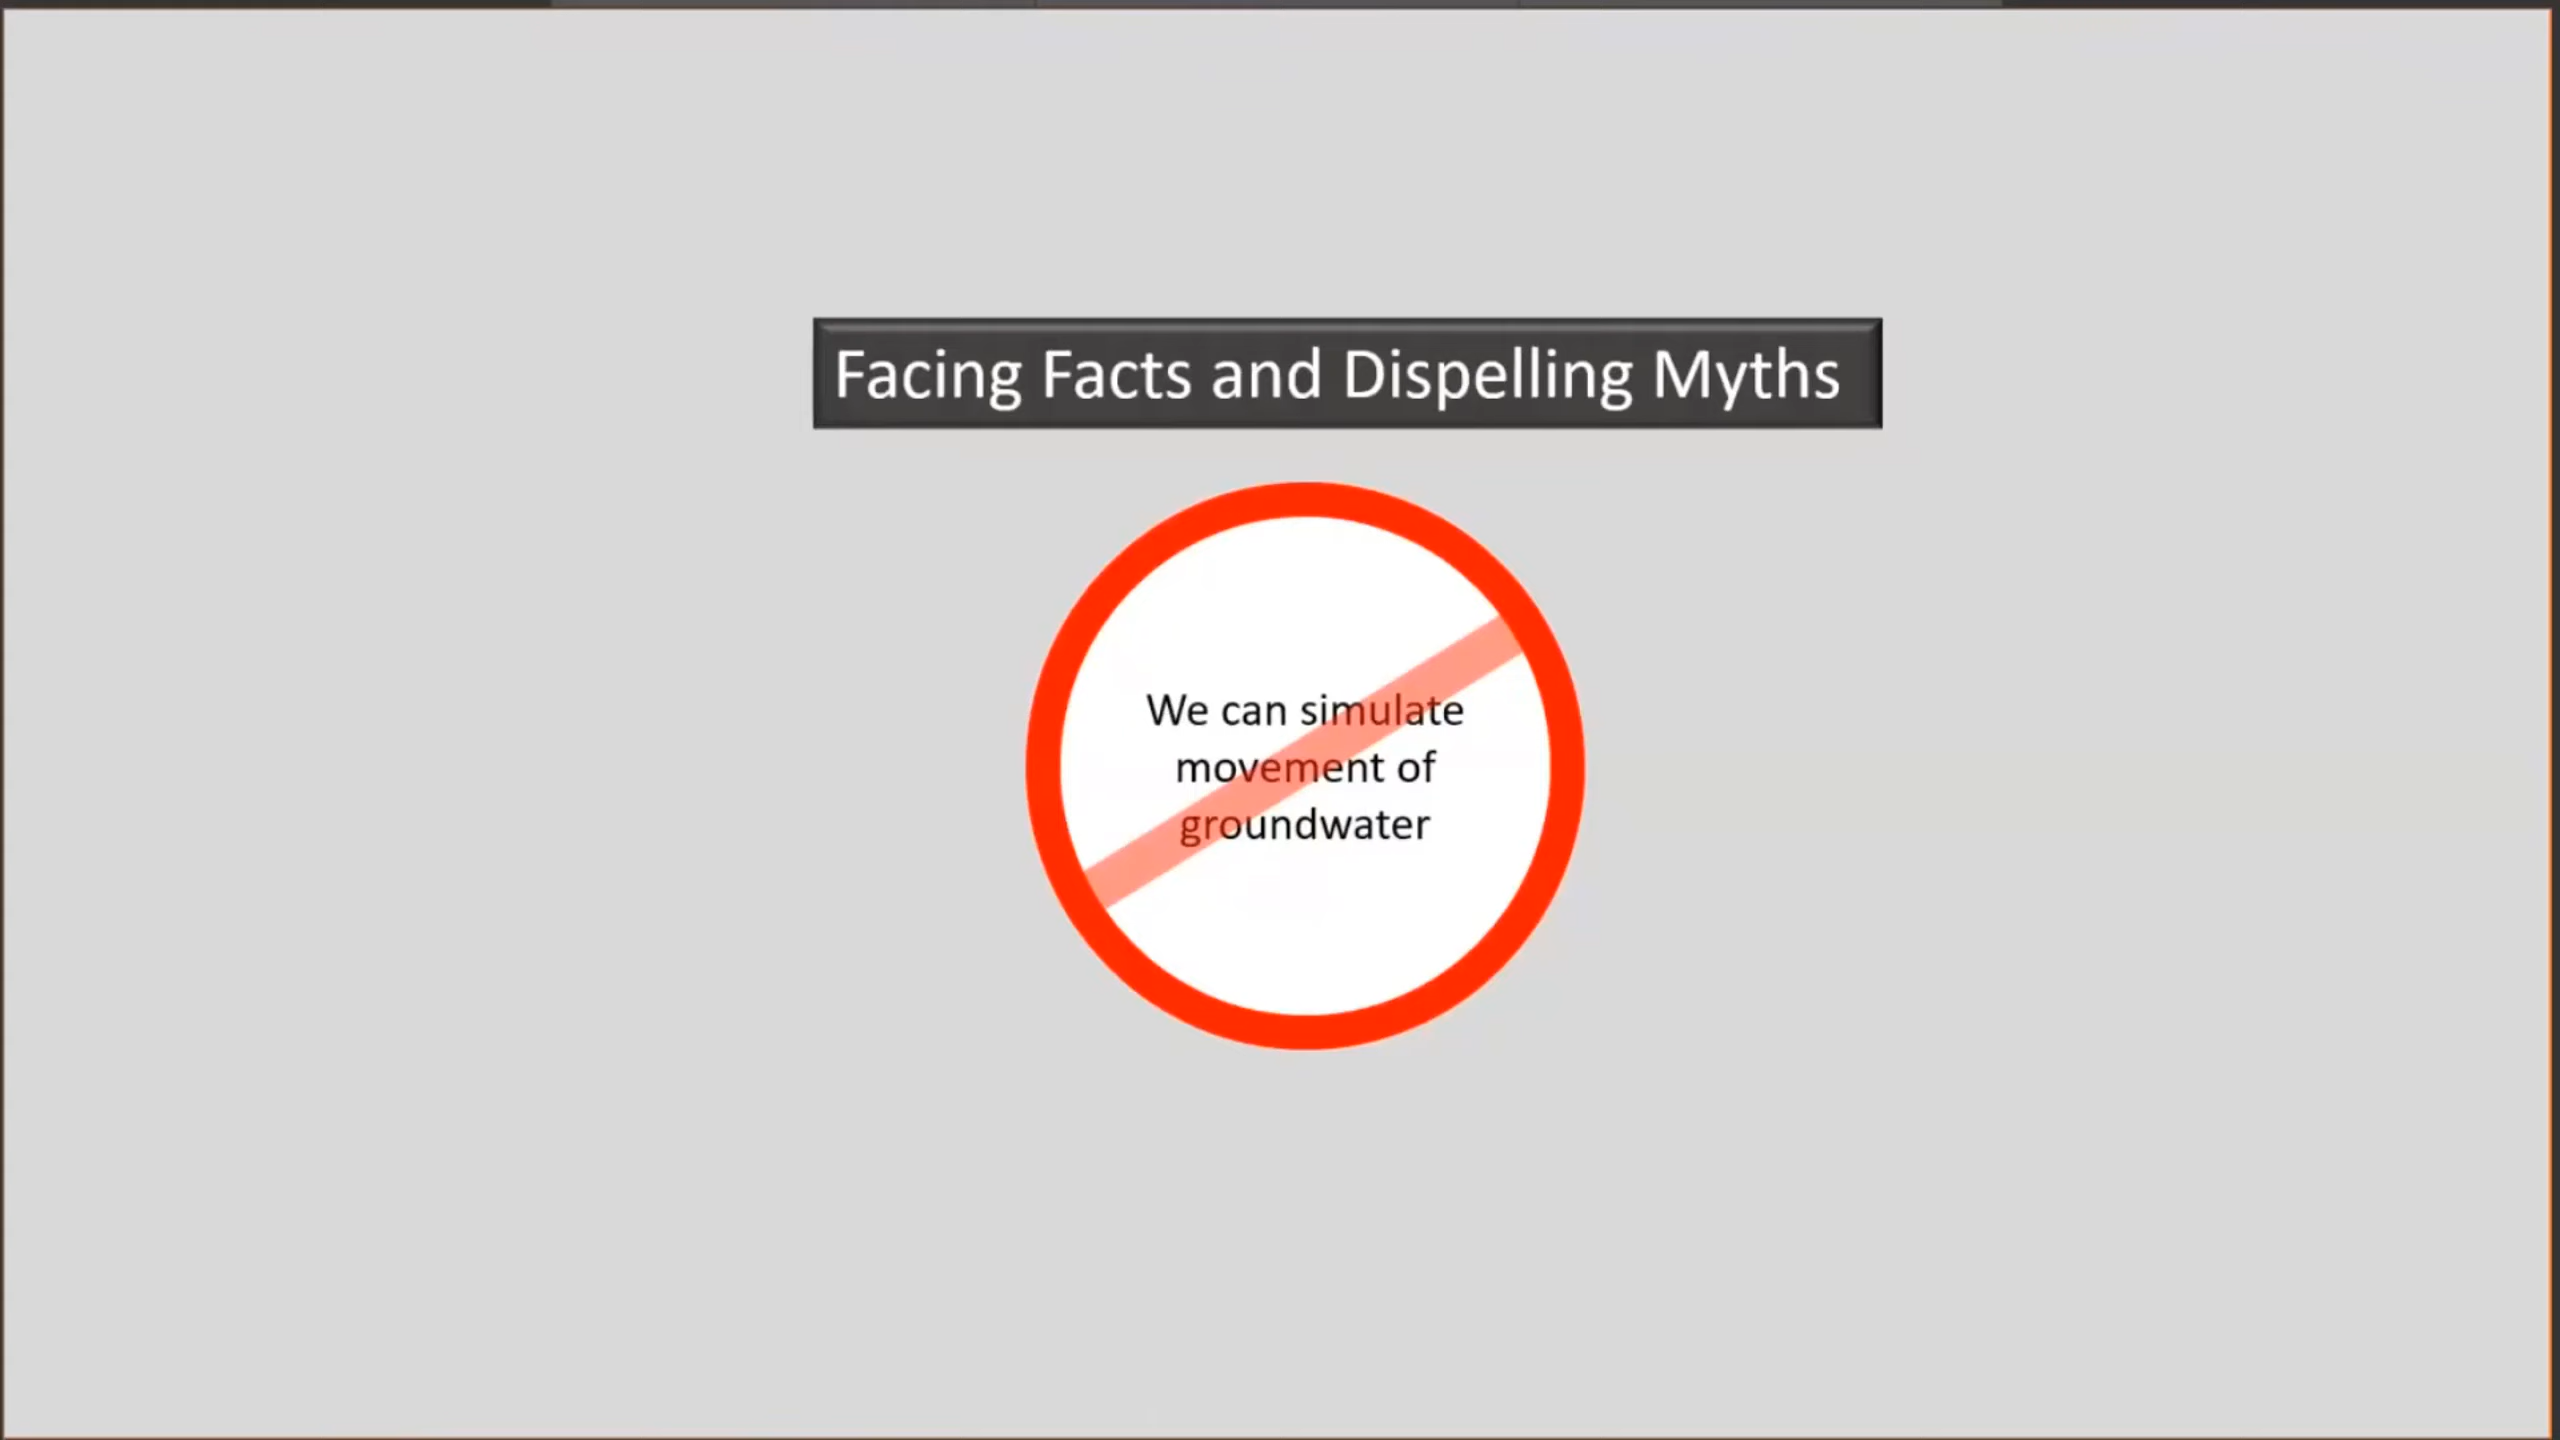 Facing Facts and Dispelling Myths
We can simulate
movement of
groundwater